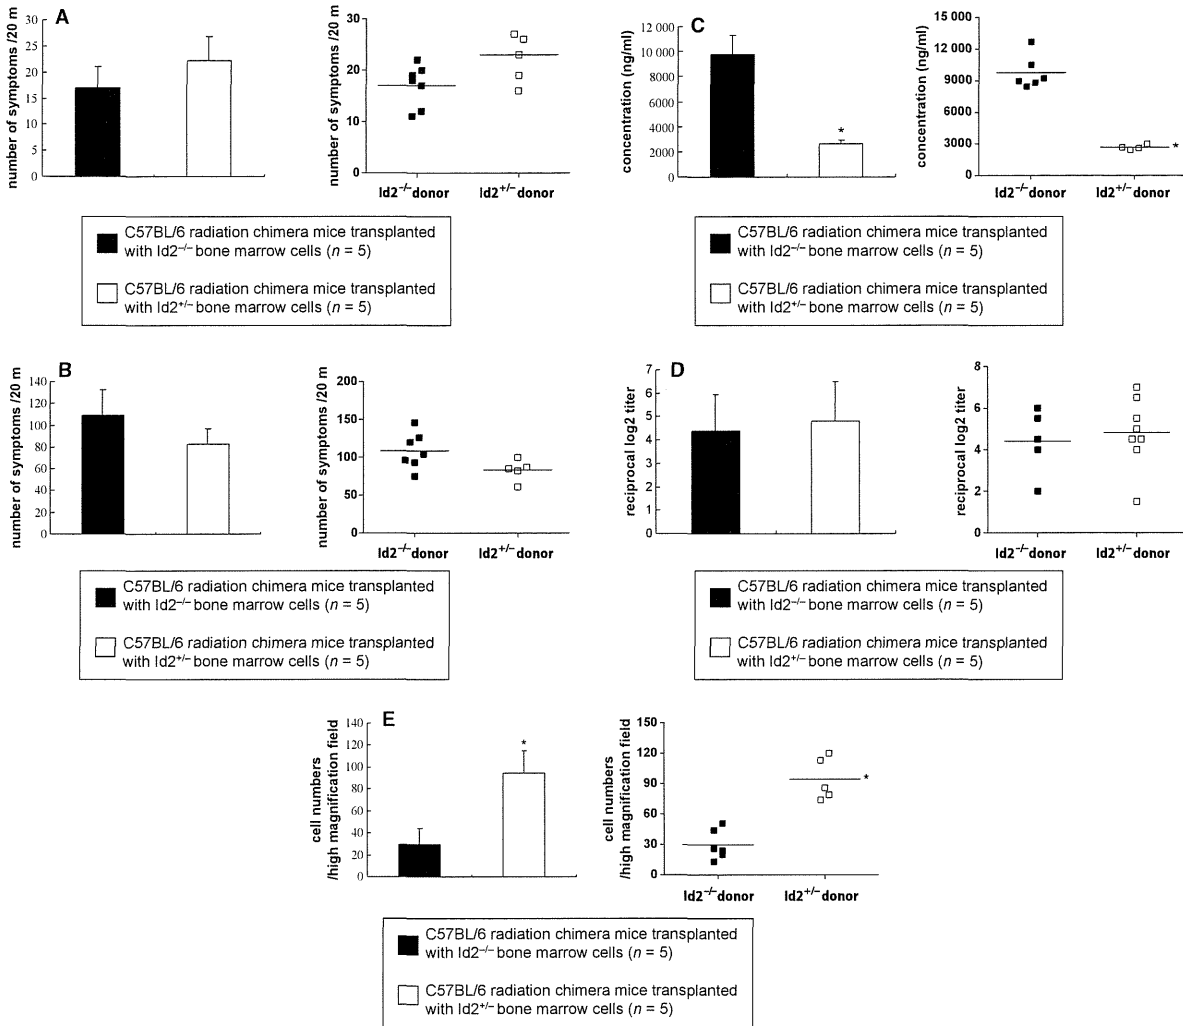 A
number of symptoms /20 m
30
25
20
15
10
5
0
number of symptoms /20 m
30
20
10
0
Id2⁻/⁻donor
Id2⁺/⁻donor
C57BL/6 radiation chimera mice transplanted
with Id2⁻/⁻ bone marrow cells (n = 5)
C57BL/6 radiation chimera mice transplanted
with Id2⁺/⁻ bone marrow cells (n = 5)
C
concentration (ng/ml)
12 000
10 000
8000
6000
4000
2000
0
*
concentration (ng/ml)
15 000
12 000
9000
6000
3000
0
*
Id2⁻/⁻donor
Id2⁺/⁻donor
C57BL/6 radiation chimera mice transplanted
with Id2⁻/⁻ bone marrow cells (n = 5)
C57BL/6 radiation chimera mice transplanted
with Id2⁺/⁻ bone marrow cells (n = 5)
B
number of symptoms /20 m
140
120
100
80
60
40
20
0
number of symptoms /20 m
200
150
100
50
0
Id2⁻/⁻donor
Id2⁺/⁻donor
C57BL/6 radiation chimera mice transplanted
with Id2⁻/⁻ bone marrow cells (n = 5)
C57BL/6 radiation chimera mice transplanted
with Id2⁺/⁻ bone marrow cells (n = 5)
D
reciprocal log2 titer
7
6
5
4
3
2
1
0
reciprocal log2 titer
8
6
4
2
0
Id2⁻/⁻donor
Id2⁺/⁻donor
C57BL/6 radiation chimera mice transplanted
with Id2⁻/⁻ bone marrow cells (n = 5)
C57BL/6 radiation chimera mice transplanted
with Id2⁺/⁻ bone marrow cells (n = 5)
E
cell numbers
/high magnification field)
140
120
100
80
60
40
20
0
*
cell numbers
/high magnification field)
150
120
90
60
30
0
*
Id2⁻/⁻donor
Id2⁺/⁻donor
C57BL/6 radiation chimera mice transplanted
with Id2⁻/⁻ bone marrow cells (n = 5)
C57BL/6 radiation chimera mice transplanted
with Id2⁺/⁻ bone marrow cells (n = 5)